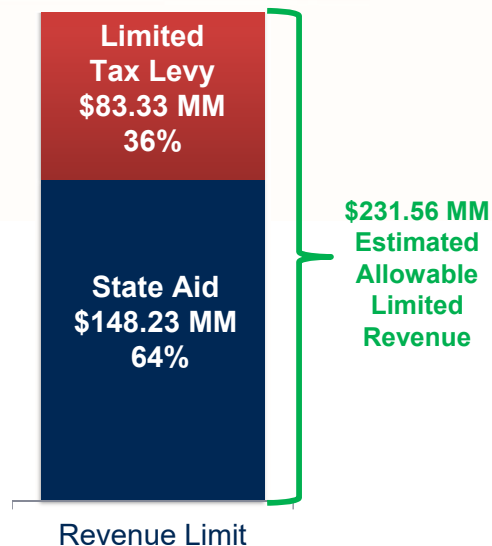 Limited
Tax Levy
$83.33 MM
36%
State Aid
$148.23 MM
64%
$231.56 MM
Estimated
Allowable
Limited
Revenue
Revenue Limit